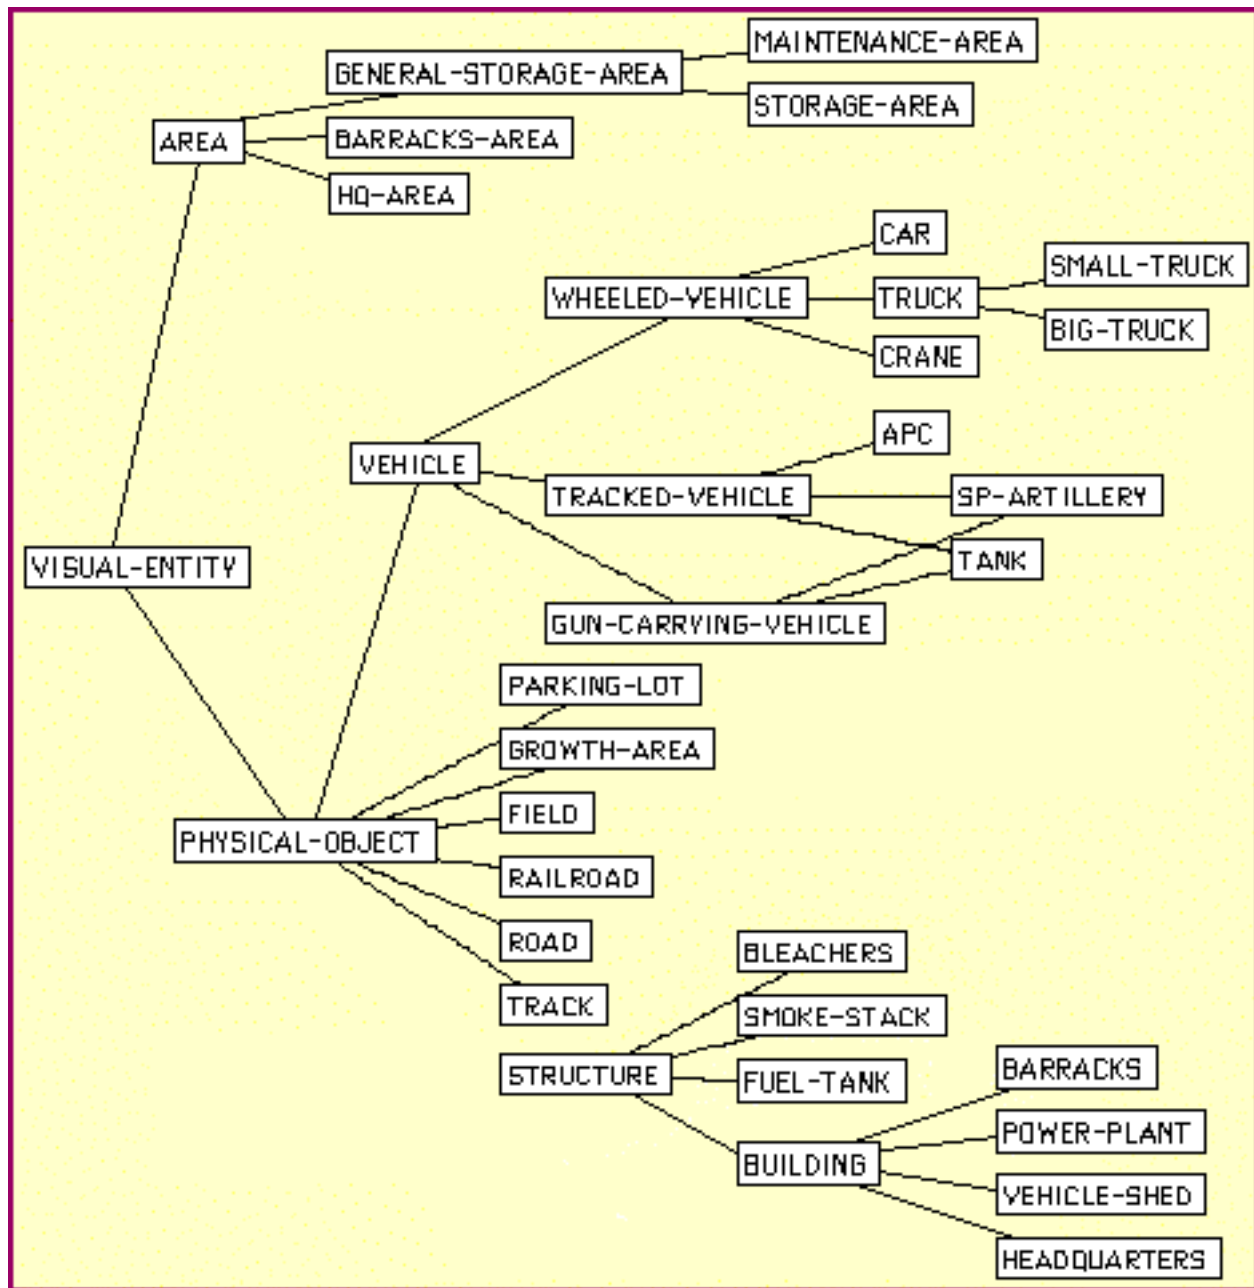 MAINTENANCE-AREA
GENERAL-STORAGE-AREA
STORAGE-AREA
AREA
BARRACKS-AREA
HQ-AREA
CAR
SMALL-TRUCK
WHEELED-VEHICLE
TRUCK
BIG-TRUCK
CRANE
APC
VEHICLE
TRACKED-VEHICLE
SP-ARTILLERY
TANK
VISUAL-ENTITY
GUN-CARRYING-VEHICLE
PARKING-LOT
GROWTH-AREA
FIELD
PHYSICAL-OBJECT
RAILROAD
ROAD
BLEACHERS
TRACK
SMOKE-STACK
STRUCTURE
FUEL-TANK
BARRACKS
POWER-PLANT
BUILDING
VEHICLE-SHED
HEADQUARTERS